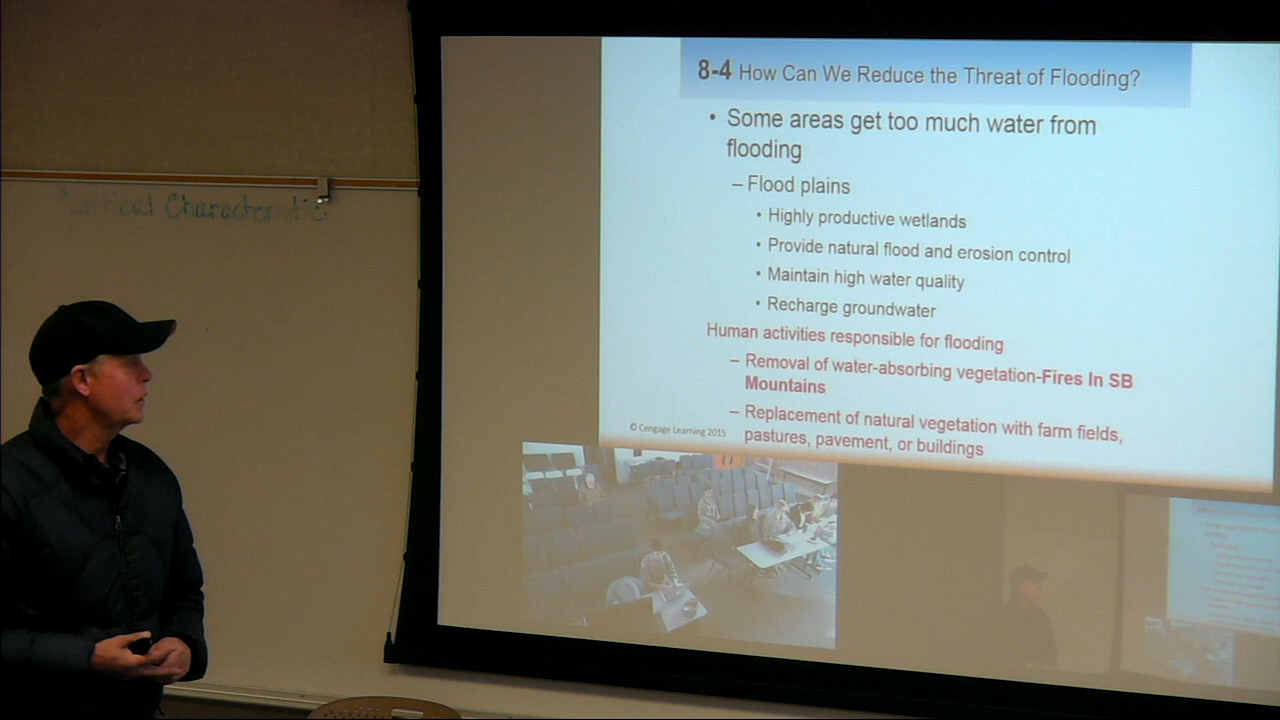 8-4 How Can We Reduce the Threat of Flooding?
• Some areas get too much water from
flooding
– Flood plains
• Highly productive wetlands
• Provide natural flood and erosion control
• Maintain high water quality
• Recharge groundwater
Human activities responsible for flooding
– Removal of water-absorbing vegetation-Fires In SB
Mountains
– Replacement of natural vegetation with farm fields,
pastures, pavement, or buildings
© Cengage Learning 2015
Critical Characteristic